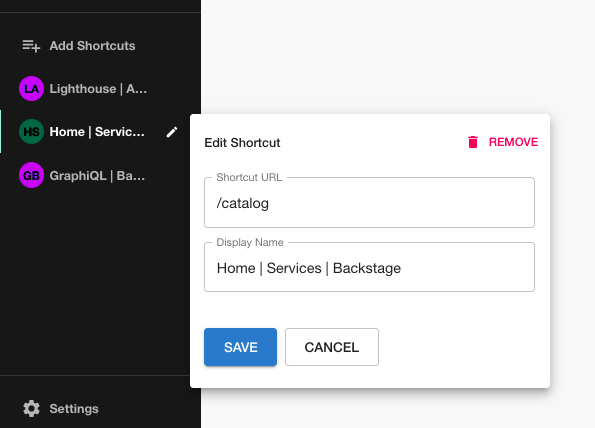 Add Shortcuts
LA Lighthouse | A...
HS Home | Servic...
GB GraphiQL | Ba...
Edit Shortcut
REMOVE
Shortcut URL
/catalog
Display Name
Home | Services | Backstage
SAVE
CANCEL
Settings